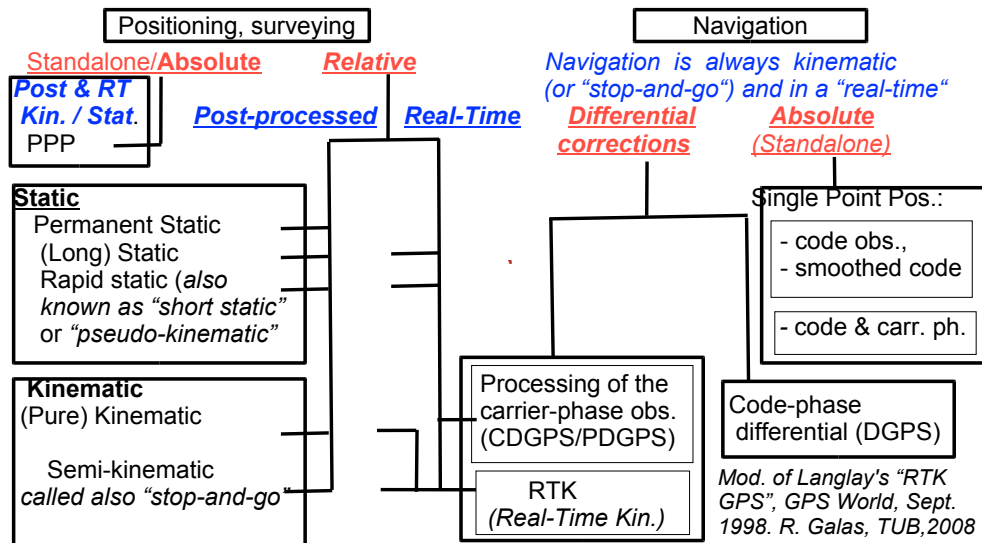 Positioning, surveying
Navigation
Standalone/Absolute
Relative
Post & RT
Kin. / Stat.
PPP
Post-processed
Real-Time
Navigation is always kinematic
(or "stop-and-go“) and in a "real-time“
Differential
corrections
Absolute
(Standalone)
Static
Permanent Static
(Long) Static
Rapid static (also
known as “short static”
or “pseudo-kinematic”
Kinematic
(Pure) Kinematic
Semi-kinematic
called also “stop-and-go”
Processing of the
carrier-phase obs.
(CDGPS/PDGPS)
RTK
(Real-Time Kin.)
Single Point Pos.:
- code obs.,
- smoothed code
- code & carr. ph.
Code-phase
differential (DGPS)
Mod. of Langlay's “RTK
GPS”, GPS World, Sept.
1998. R. Galas, TUB,2008